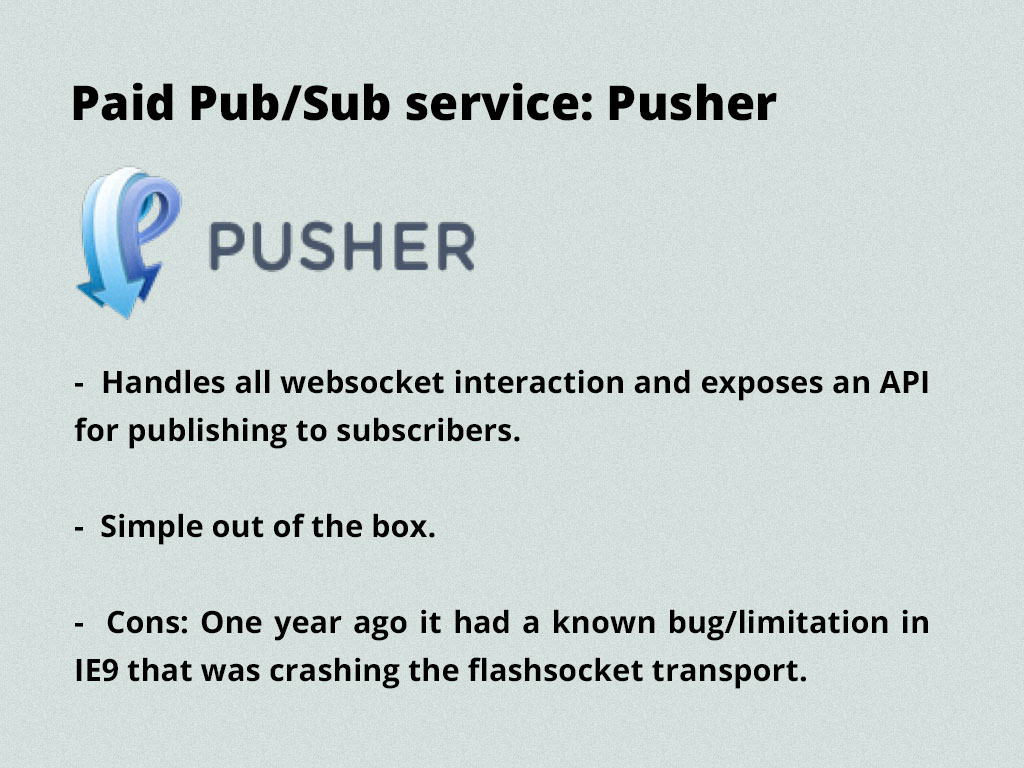 Paid Pub/Sub service: Pusher
PUSHER
- Handles all websocket interaction and exposes an API
for publishing to subscribers.
- Simple out of the box.
- Cons: One year ago it had a known bug/limitation in
IE9 that was crashing the flashsocket transport.